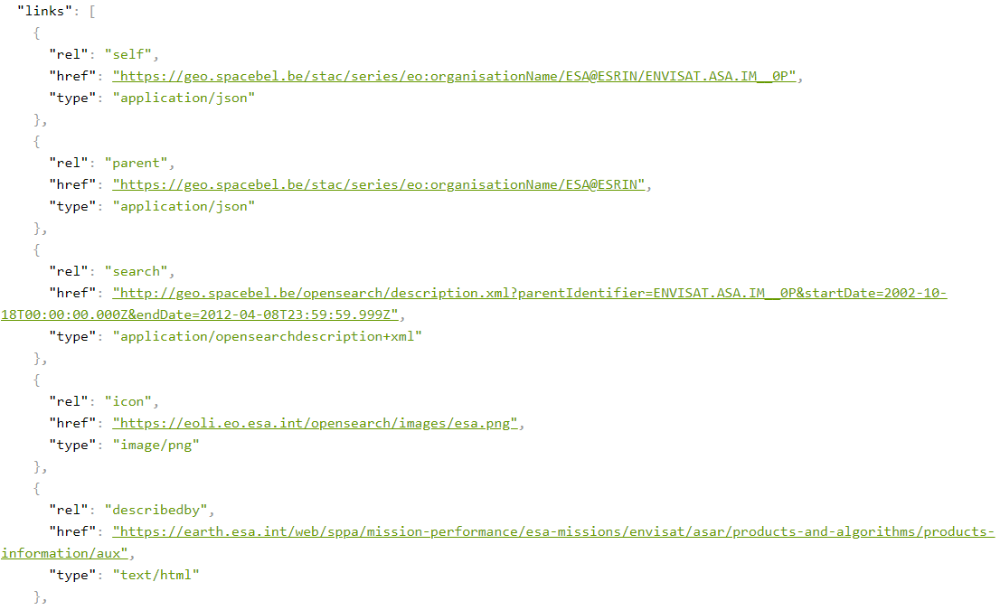 "links": [
{
"rel": "self",
"href": "https://geo.spacebel.be/stac/series/eo:organisationName/ESA@ESRIN/ENVISAT.ASA.IM__0P",
"type": "application/json"
},
{
"rel": "parent",
"href": "https://geo.spacebel.be/stac/series/eo:organisationName/ESA@ESRIN",
"type": "application/json"
},
{
"rel": "search",
"href": "http://geo.spacebel.be/opensearch/description.xml?parentIdentifier=ENVISAT.ASA.IM__0P&startDate=2002-10-
18T00:00:00.000Z&endDate=2012-04-08T23:59:59.999Z",
"type": "application/opensearchdescription+xml"
},
{
"rel": "icon",
"href": "https://eoli.eo.esa.int/opensearch/images/esa.png",
"type": "image/png"
},
{
"rel": "describedby",
"href": "https://earth.esa.int/web/sppa/mission-performance/esa-missions/envisat/asar/products-and-algorithms/products-
information/aux",
"type": "text/html"
},